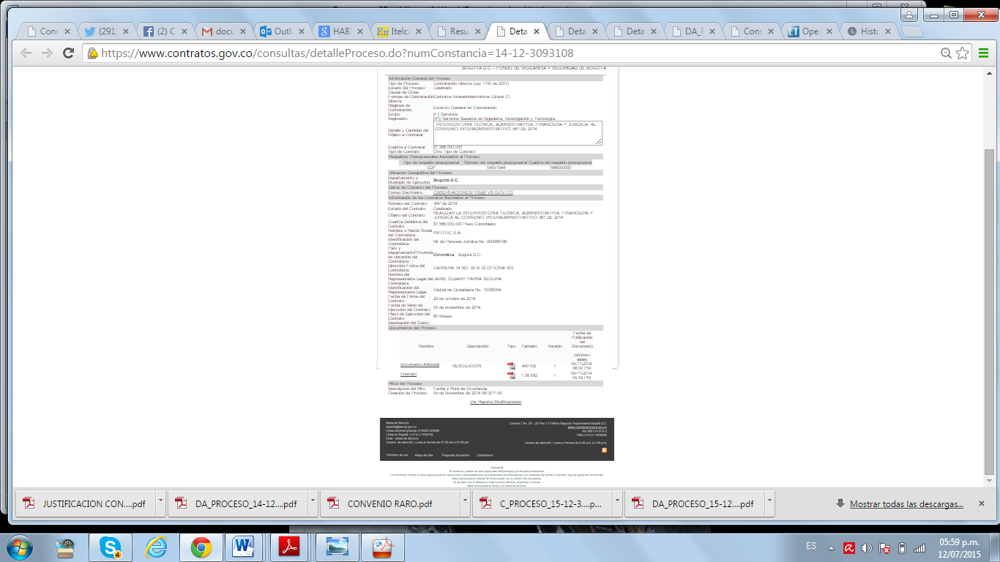 Conc
(291)
(2) C
docu
Outlo
HABI
Itelca
Resu
Deta
Deta
Deta
DA_I
Cons
Oper
Histo
https://www.contratos.gov.co/consultas/detalleProceso.do?numConstancia=14-12-3093108
BOGOTÁ D.C. - FONDO DE VIGILANCIA Y SEGURIDAD DE BOGOTÁ
Información General del Proceso
Tipo de Proceso Contratación Directa (Ley 1150 de 2007)
Estado del Proceso Celebrado
Causal de Otras
Formas de Contratación Contratos Interadministrativos (Literal C)
Directa
Régimen de
Contratación Estatuto General de Contratación
Grupo [F] Servicios
Segmento [81] Servicios Basados en Ingeniería, Investigación y Tecnología
Detalle y Cantidad del
Objeto a Contratar
INTERVENTORIA TECNICA, ADMINISTRATIVA, FINANCIERA Y JURIDICA AL
CONVENIO INTERADMINISTRATIVO 561 DE 2014
Cuantía a Contratar $1,566,000,000
Tipo de Contrato Otro Tipo de Contrato
Respaldos Presupuestales Asociados al Proceso
Tipo de respaldo presupuestal Número del respaldo presupuestal Cuantía del respaldo presupuestal
CDP 1543-1544 1566000000
Ubicación Geográfica del Proceso
Departamento y
Municipio de Ejecución Bogotá D.C.
Datos de Contacto del Proceso
Correo Electrónico OBSERVACIONESFVS@FVS.GOV.CO
Información de los Contratos Asociados al Proceso
Número del Contrato 647 de 2014
Estado del Contrato Celebrado
Objeto del Contrato REALIZAR LA INTERVENTORIA TECNICA, ADMINISTRATIVA, FINANCIERA Y
JURIDICA AL CONVENIO INTERADMINISTRATIVO 561 DE 2014
Cuantía Definitiva del
Contrato $1,566,000,000 Peso Colombiano
Nombre o Razón Social
del Contratista INFOTIC S.A.
Identificación del
Contratista Nit de Persona Jurídica No. 900068796
País y
Departamento/Provincia
de ubicación del
Contratista Colombia : Bogotá D.C.
Dirección Física del
Contratista CARRERA 14 NO. 93 B 32 OFICINA 503
Nombre del
Representante Legal del
Contratista JAIME OLBANY PARRA SEGURA
Identificación del
Representante Legal Cédula de Ciudadanía No. 79788354
Fecha de Firma del
Contrato 29 de octubre de 2014
Fecha de Inicio de
Ejecución del Contrato 05 de noviembre de 2014
Plazo de Ejecución del
Contrato 60 Meses
Destinación del Gasto
Documentos del Proceso
Nombre Descripción Tipo Tamaño Versión
Fecha de
Publicación
del
Documento
(dd-mm-
aaaa)
Documento Adicional RESOLUCION 450 KB 1 05-11-2014
06:00 PM
Contrato 1.06 MB 1 05-11-2014
05:59 PM
Hitos del Proceso
Descripcion del Hito Fecha y Hora de Ocurrencia
Creación de Proceso 05 de November de 2014 06:00 P.M.
Ver Reporte Modificaciones
Mesa de Servicio
soporte@secop.gov.co
Línea nacional gratuita: 018000 520808
Línea en Bogotá: (+57)(1) 7456788
Chat – Mesa de Servicio
Horario de atención: Lunes a viernes de 07:00 am a 07:00 pm
Carrera 7 No. 26 – 20 Piso 17 Edificio Seguros Tequendama Bogotá D.C.
www.colombiacompra.gov.co
Nit. 900.514.813-2
PBX (+57)(1) 7956600
Horario de atención: Lunes a Viernes de 8:30 a.m. a 4:30 p.m.
Términos de uso Mapa del sitio Preguntas frecuentes Contáctenos
Copyright©
JUSTIFICACION CON....pdf
DA_PROCESO_14-12....pdf
CONVENIO RARO.pdf
C_PROCESO_15-12-3....p...
DA_PROCESO_15-12....pdf
Mostrar todas las descargas...
ES
05:59 p.m.
12/07/2015